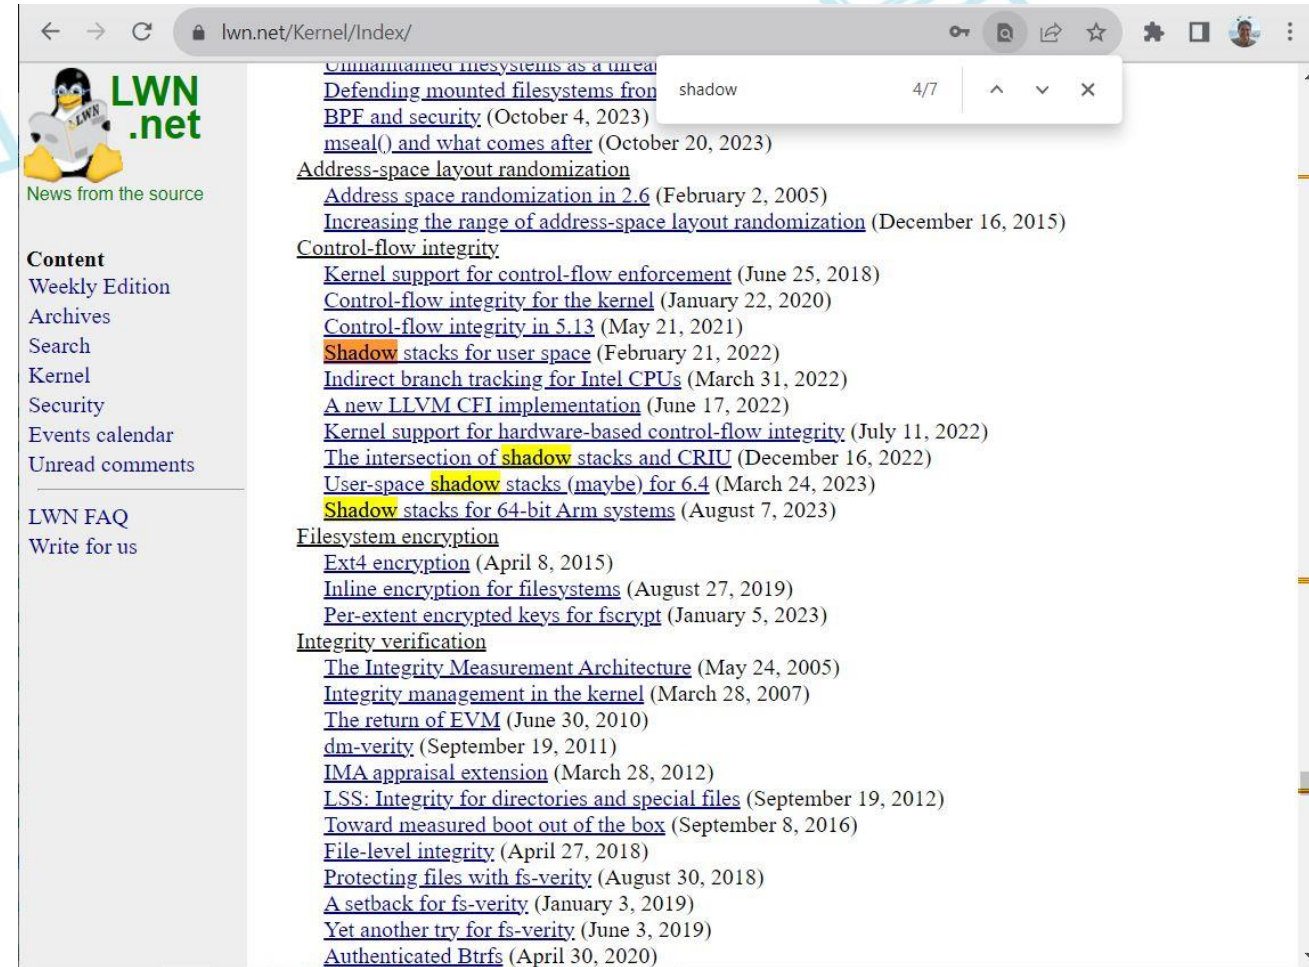 lwn.net/Kernel/Index/
shadow 4/7
LWN
.net
LWN
News from the source
Content
Weekly Edition
Archives
Search
Kernel
Security
Events calendar
Unread comments
LWN FAQ
Write for us
Unmaintained filesystems as a threat
Defending mounted filesystems from
BPF and security (October 4, 2023)
mseal() and what comes after (October 20, 2023)
Address-space layout randomization
Address space randomization in 2.6 (February 2, 2005)
Increasing the range of address-space layout randomization (December 16, 2015)
Control-flow integrity
Kernel support for control-flow enforcement (June 25, 2018)
Control-flow integrity for the kernel (January 22, 2020)
Control-flow integrity in 5.13 (May 21, 2021)
Shadow stacks for user space (February 21, 2022)
Indirect branch tracking for Intel CPUs (March 31, 2022)
A new LLVM CFI implementation (June 17, 2022)
Kernel support for hardware-based control-flow integrity (July 11, 2022)
The intersection of shadow stacks and CRIU (December 16, 2022)
User-space shadow stacks (maybe) for 6.4 (March 24, 2023)
Shadow stacks for 64-bit Arm systems (August 7, 2023)
Filesystem encryption
Ext4 encryption (April 8, 2015)
Inline encryption for filesystems (August 27, 2019)
Per-extent encrypted keys for fscrypt (January 5, 2023)
Integrity verification
The Integrity Measurement Architecture (May 24, 2005)
Integrity management in the kernel (March 28, 2007)
The return of EVM (June 30, 2010)
dm-verity (September 19, 2011)
IMA appraisal extension (March 28, 2012)
LSS: Integrity for directories and special files (September 19, 2012)
Toward measured boot out of the box (September 8, 2016)
File-level integrity (April 27, 2018)
Protecting files with fs-verity (August 30, 2018)
A setback for fs-verity (January 3, 2019)
Yet another try for fs-verity (June 3, 2019)
Authenticated Btrfs (April 30, 2020)